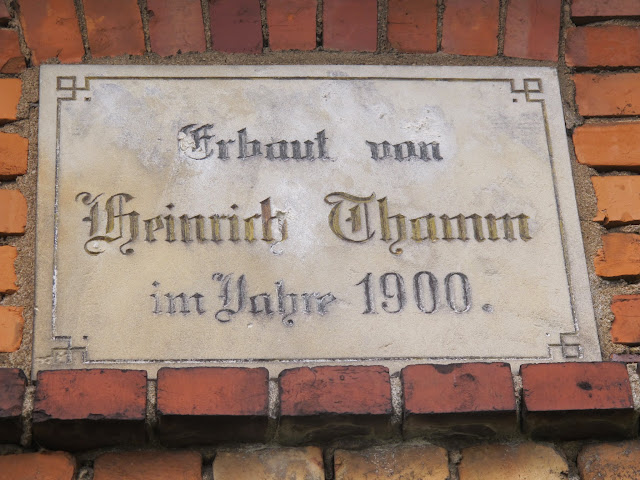 Erbaut von
Heinrich Thamm
im Jahre 1900.